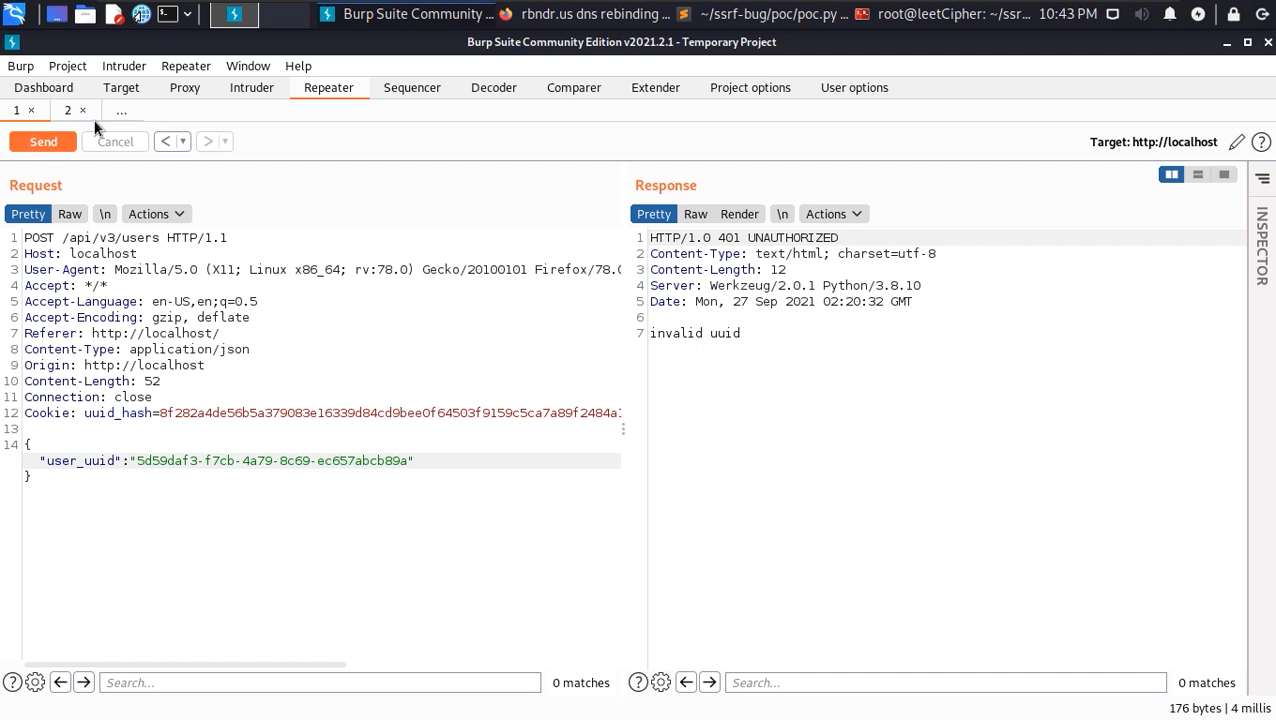 Burp Suite Community ... rbndr.us dns rebinding ... ~/ssrf-bug/poc/poc.py ... root@leetCipher: ~/ssr... 10:43 PM
Burp Suite Community Edition v2021.2.1 - Temporary Project
Burp Project Intruder Repeater Window Help
Dashboard Target Proxy Intruder Repeater Sequencer Decoder Comparer Extender Project options User options
1 × 2 × ...
Send Cancel < > Target: http://localhost ?
Request
Pretty Raw \n Actions
1 POST /api/v3/users HTTP/1.1
2 Host: localhost
3 User-Agent: Mozilla/5.0 (X11; Linux x86_64; rv:78.0) Gecko/20100101 Firefox/78.0
4 Accept: */*
5 Accept-Language: en-US,en;q=0.5
6 Accept-Encoding: gzip, deflate
7 Referer: http://localhost/
8 Content-Type: application/json
9 Origin: http://localhost
10 Content-Length: 52
11 Connection: close
12 Cookie: uuid_hash=8f282a4de56b5a379083e16339d84cd9bee0f64503f9159c5ca7a89f2484a1
13
14 {
"user_uuid":"5d59daf3-f7cb-4a79-8c69-ec657abcb89a"
}
? Search... 0 matches
Response
Pretty Raw Render \n Actions
1 HTTP/1.0 401 UNAUTHORIZED
2 Content-Type: text/html; charset=utf-8
3 Content-Length: 12
4 Server: Werkzeug/2.0.1 Python/3.8.10
5 Date: Mon, 27 Sep 2021 02:20:32 GMT
6
7 invalid uuid
? Search... 0 matches
INSPECTOR
176 bytes | 4 millis